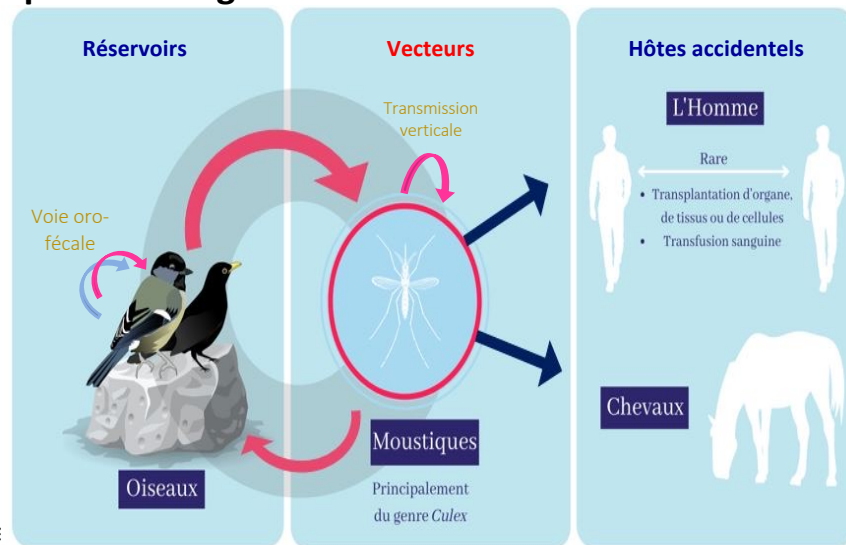 Réservoirs
Voie oro-
fécale
Oiseaux
Vecteurs
Transmission
verticale
Moustiques
Principalement
du genre Culex
Hôtes accidentels
L'Homme
Rare
• Transplantation d'organe,
de tissus ou de cellules
• Transfusion sanguine
Chevaux